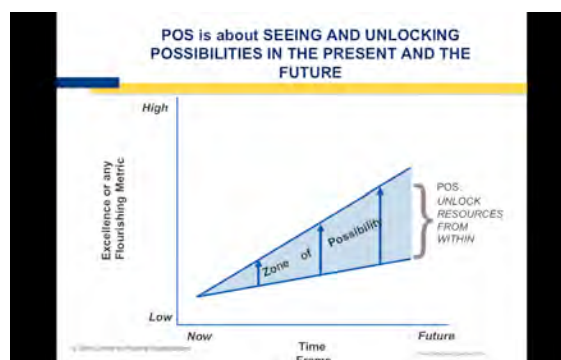 POS is about SEEING AND UNLOCKING
POSSIBILITIES IN THE PRESENT AND THE
FUTURE
High
Excellence or any
Flourishing Metric
Zone of Possibility
POS
UNLOCK
RESOURCES
FROM
WITHIN
Low
Now
Future
Time
Frame